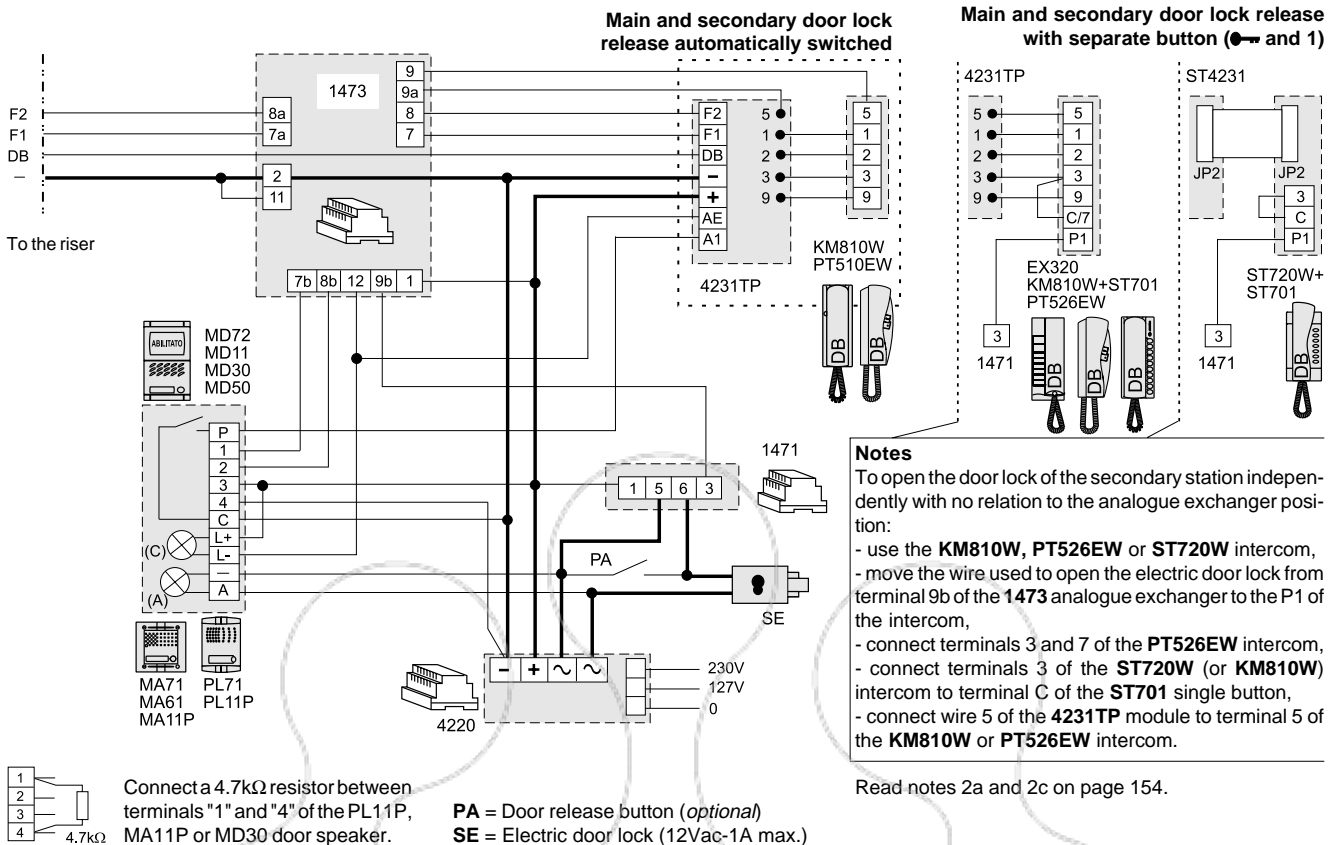 Main and secondary door lock
release automatically switched
Main and secondary door lock release
with separate button ( and 1)
F2
F1
DB
–
To the riser
1473
8a
7a
9
9a
8
7
2
11
7b 8b 12 9b 1
F2
F1
DB
–
+
AE
A1
5
1
2
3
9
4231TP
5
1
2
3
9
KM810W
PT510EW
DB
DB
4231TP
5
1
2
3
9
5
1
2
3
9
C/7
P1
3
1471
EX320
KM810W+ST701
PT526EW
DB
DB
DB
ST4231
JP2
JP2
3
C
P1
3
1471
ST720W+
ST701
DB
ABILITATO
MD72
MD11
MD30
MD50
P
1
2
3
4
C
L+
L-
–
A
(C)
(A)
MA71
MA61
MA11P
PL71
PL11P
1471
1 5 6 3
PA
SE
- + ~ ~
230V
127V
0
4220
Notes
To open the door lock of the secondary station indepen-
dently with no relation to the analogue exchanger posi-
tion:
- use the KM810W, PT526EW or ST720W intercom,
- move the wire used to open the electric door lock from
terminal 9b of the 1473 analogue exchanger to the P1 of
the intercom,
- connect terminals 3 and 7 of the PT526EW intercom,
- connect terminals 3 of the ST720W (or KM810W)
intercom to terminal C of the ST701 single button,
- connect wire 5 of the 4231TP module to terminal 5 of
the KM810W or PT526EW intercom.
Read notes 2a and 2c on page 154.
1
2
3
4
4.7kΩ
Connect a 4.7kΩ resistor between
terminals "1" and "4" of the PL11P,
MA11P or MD30 door speaker.
PA = Door release button (optional)
SE = Electric door lock (12Vac-1A max.)